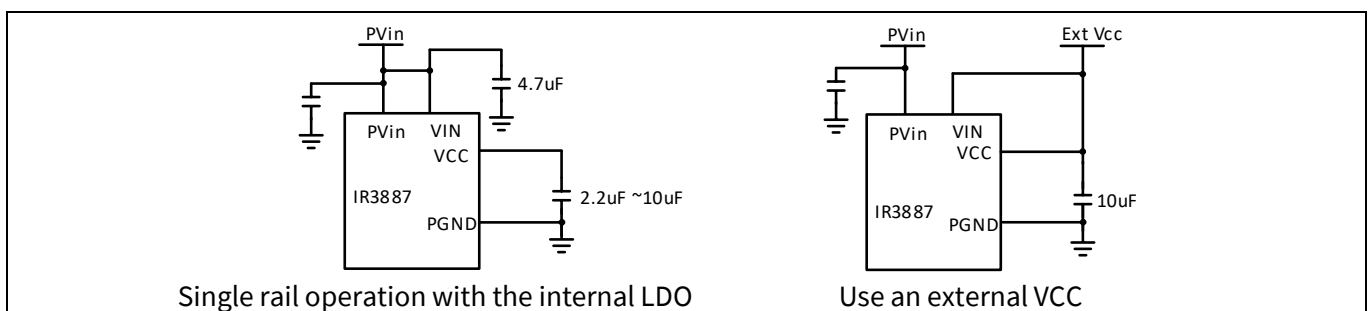 PVin
4.7uF
PVin VIN
VCC
IR3887
2.2uF ~10uF
PGND
Single rail operation with the internal LDO
PVin
Ext Vcc
PVin VIN
VCC
10uF
IR3887
PGND
Use an external VCC